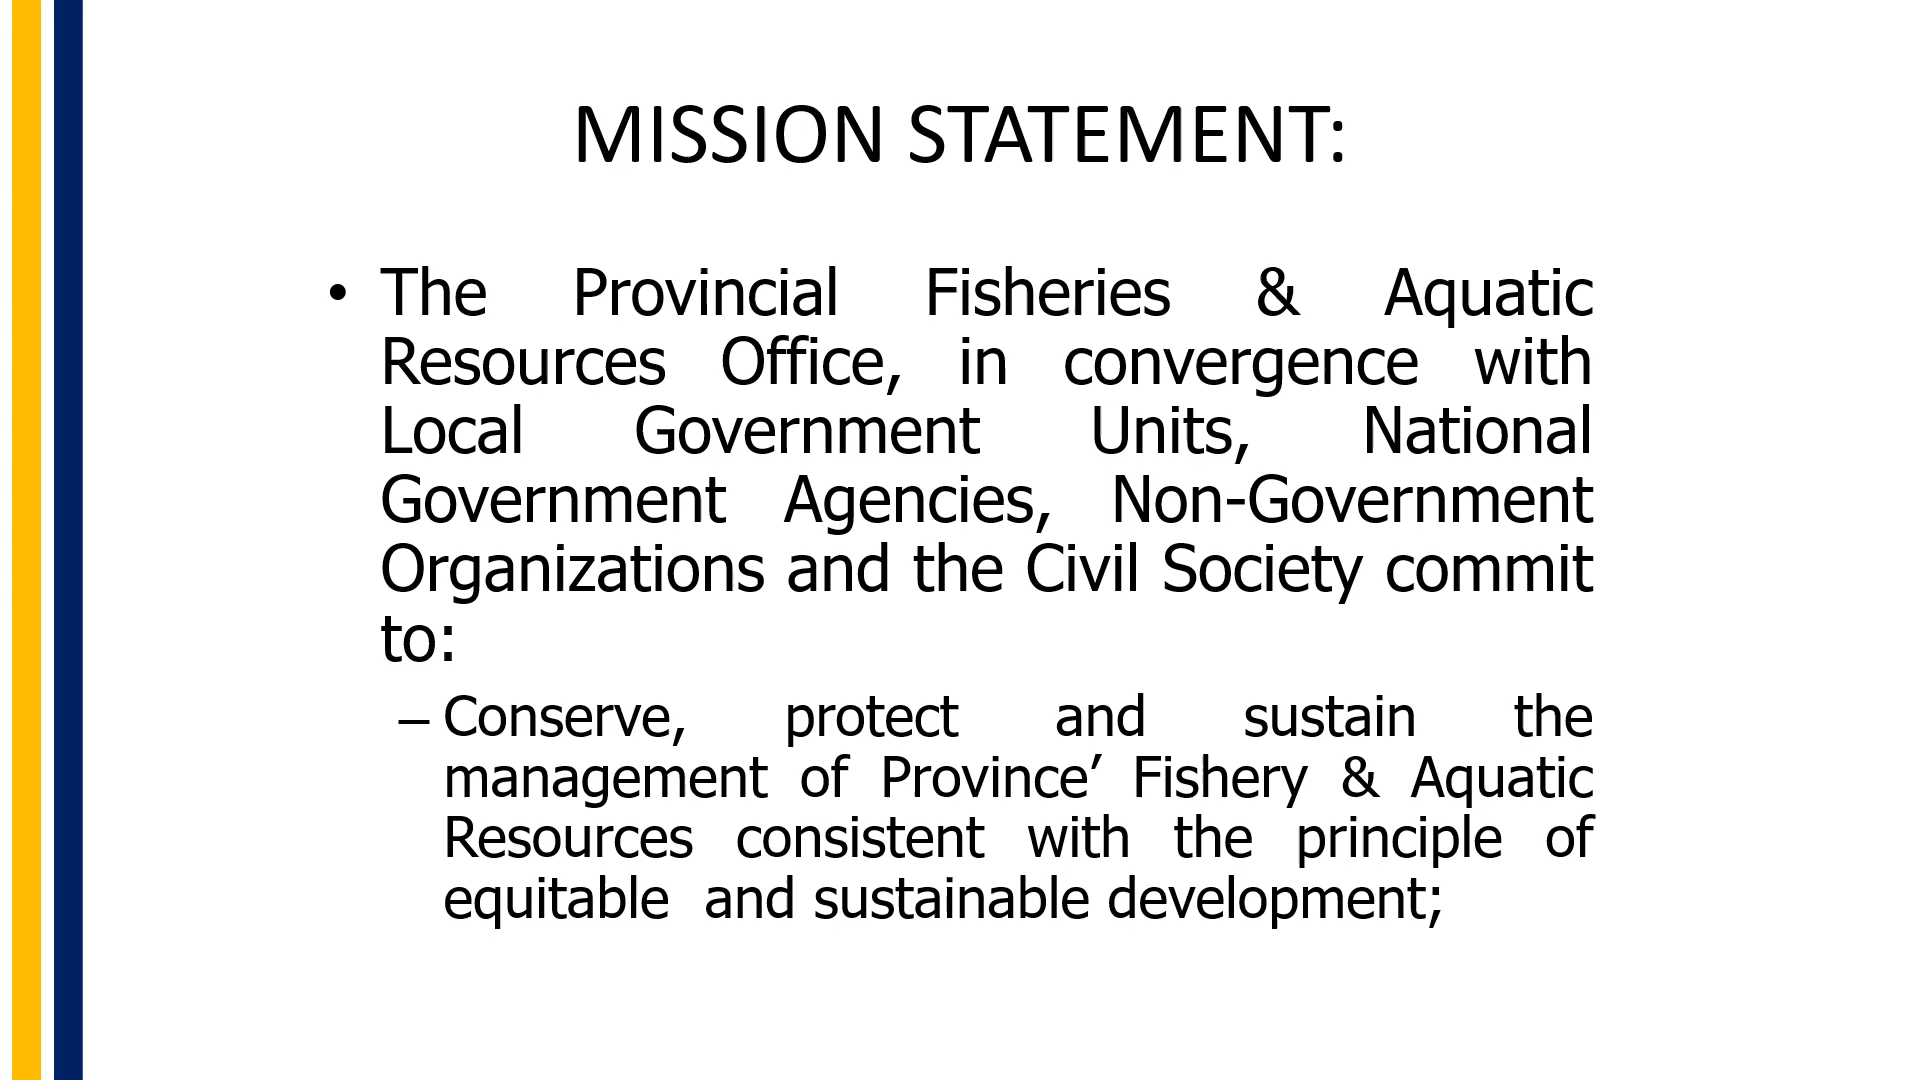 MISSION STATEMENT:
• The Provincial Fisheries & Aquatic
Resources Office, in convergence with
Local Government Units, National
Government Agencies, Non-Government
Organizations and the Civil Society commit
to:
– Conserve, protect and sustain the
management of Province’ Fishery & Aquatic
Resources consistent with the principle of
equitable  and sustainable development;